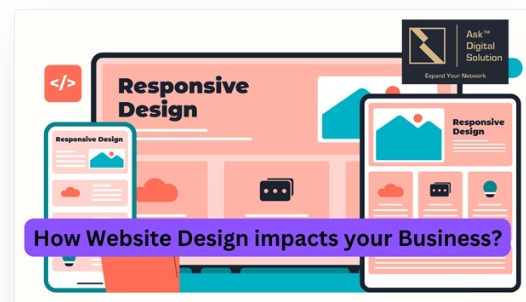 Ask™
Digital
Solution
Expand Your Network
</>
Responsive
Design
Responsive Design
Responsive
Design
How Website Design impacts your Business?